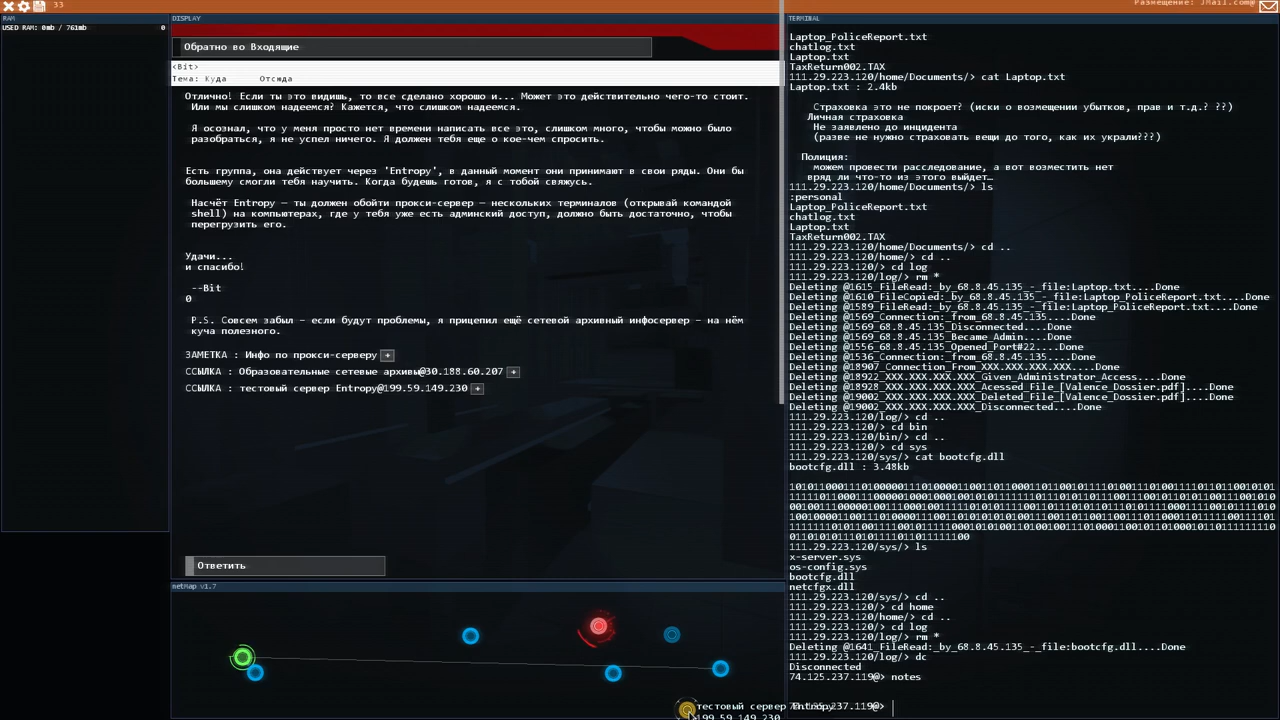 33
Размещение: JMail.com@
RAM
USED RAM: 0mb / 761mb 0
DISPLAY
Обратно во Входящие
<Bit>
Тема: Куда Отсюда
Отлично! Если ты это видишь, то все сделано хорошо и... Может это действительно чего-то стоит.
Или мы слишком надеемся? Кажется, что слишком надеемся.
Я осознал, что у меня просто нет времени написать все это, слишком много, чтобы можно было
разобраться, я не успел ничего. Я должен тебя еще о кое-чем спросить.
Есть группа, она действует через 'Entropy', в данный момент они принимают в свои ряды. Они бы
большему смогли тебя научить. Когда будешь готов, я с тобой свяжусь.
Насчёт Entropy — ты должен обойти прокси-сервер — нескольких терминалов (открывай командой
shell) на компьютерах, где у тебя уже есть админский доступ, должно быть достаточно, чтобы
перегрузить его.
Удачи...
и спасибо!
--Bit
0
P.S. Совсем забыл — если будут проблемы, я прицепил ещё сетевой архивный инфосервер — на нём
куча полезного.
ЗАМЕТКА : Инфо по прокси-серверу +
ССЫЛКА : Образовательные сетевые архивы@30.188.60.207 +
ССЫЛКА : тестовый сервер Entropy@199.59.149.230 +
Ответить
netMap v1.7
тестовый сервер Entropy
199.59.149.230
TERMINAL
Laptop_PoliceReport.txt
chatlog.txt
Laptop.txt
TaxReturn002.TAX
111.29.223.120/home/Documents/> cat Laptop.txt
Laptop.txt : 2.4kb
Страховка это не покроет? (иски о возмещении убытков, прав и т.д.? ??)
Личная страховка
Не заявлено до инцидента
(разве не нужно страховать вещи до того, как их украли???)
Полиция:
можем провести расследование, а вот возместить нет
вряд ли что-то из этого выйдет…
111.29.223.120/home/Documents/> ls
:personal
Laptop_PoliceReport.txt
chatlog.txt
Laptop.txt
TaxReturn002.TAX
111.29.223.120/home/Documents/> cd ..
111.29.223.120/home/> cd ..
111.29.223.120/> cd log
111.29.223.120/log/> rm *
Deleting @1615_FileRead:_by_68.8.45.135_-_file:Laptop.txt....Done
Deleting @1610_FileCopied:_by_68.8.45.135_-_file:Laptop_PoliceReport.txt....Done
Deleting @1589_FileRead:_by_68.8.45.135_-_file:Laptop_PoliceReport.txt....Done
Deleting @1569_Connection:_from_68.8.45.135....Done
Deleting @1569_68.8.45.135_Disconnected....Done
Deleting @1569_68.8.45.135_Became_Admin....Done
Deleting @1556_68.8.45.135_Opened_Port#22....Done
Deleting @1536_Connection:_from_68.8.45.135....Done
Deleting @18907_Connection_From_XXX.XXX.XXX.XXX....Done
Deleting @18922_XXX.XXX.XXX.XXX_Given_Administrator_Access....Done
Deleting @18928_XXX.XXX.XXX.XXX_Acessed_File_[Valence_Dossier.pdf]....Done
Deleting @19002_XXX.XXX.XXX.XXX_Deleted_File_[Valence_Dossier.pdf]....Done
Deleting @19002_XXX.XXX.XXX.XXX_Disconnected....Done
111.29.223.120/log/> cd ..
111.29.223.120/> cd bin
111.29.223.120/bin/> cd ..
111.29.223.120/> cd sys
111.29.223.120/sys/> cat bootcfg.dll
bootcfg.dll : 3.48kb
111.29.223.120/sys/> ls
x-server.sys
os-config.sys
bootcfg.dll
netcfgx.dll
111.29.223.120/sys/> cd ..
111.29.223.120/> cd home
111.29.223.120/home/> cd ..
111.29.223.120/> cd log
111.29.223.120/log/> rm *
Deleting @1641_FileRead:_by_68.8.45.135_-_file:bootcfg.dll....Done
111.29.223.120/log/> dc
Disconnected
74.125.237.119@> notes
74.125.237.119@>